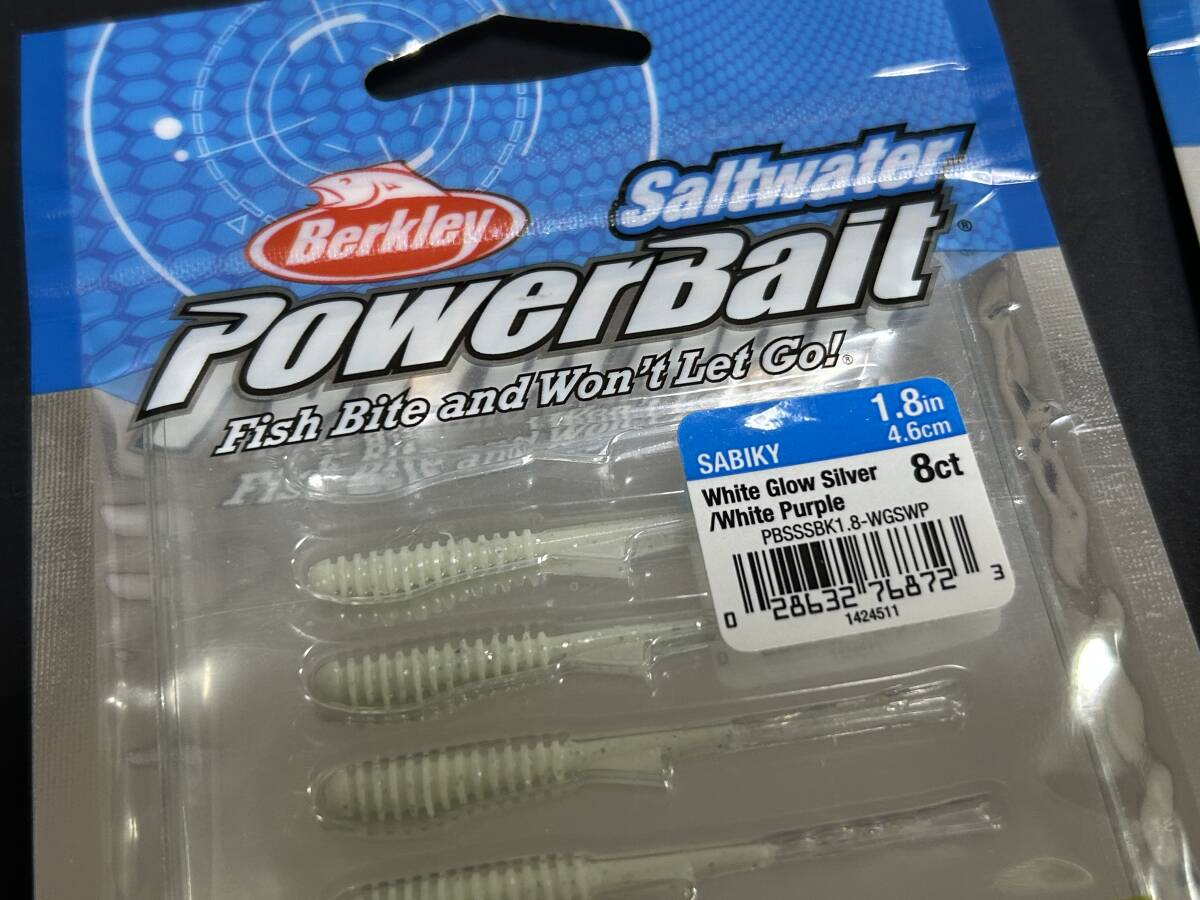 Berkley
Saltwater
PowerBait®
Fish Bite and Won't Let Go!®
1.8in
4.6cm
SABIKY
White Glow Silver
/White Purple
8ct
PBSSSBK1.8-WGSWP
0 28632 76872 3
1424511